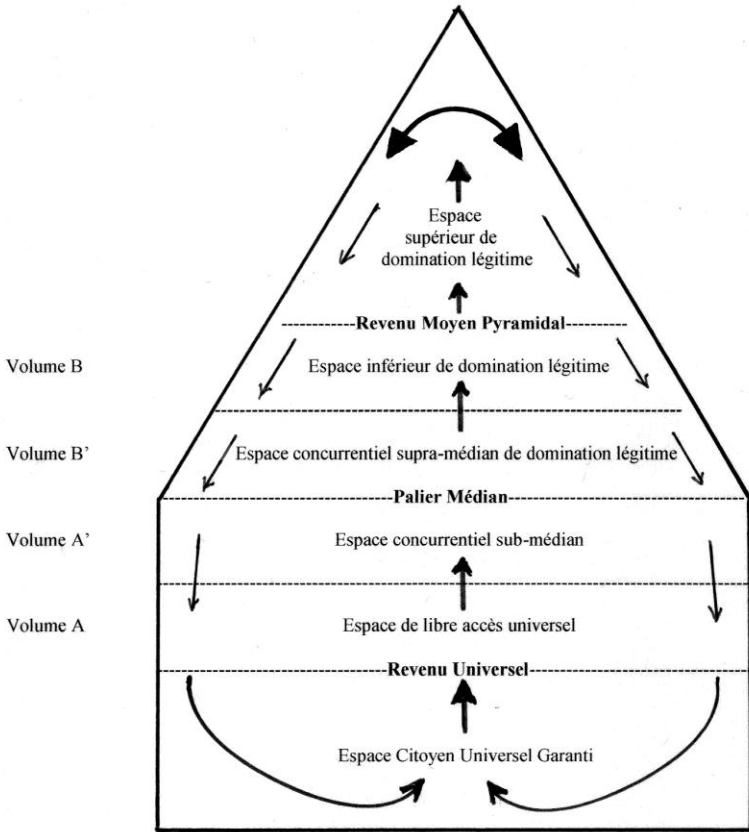 Espace
supérieur de
domination légitime
Revenu Moyen Pyramidal
Volume B
Espace inférieur de domination légitime
Volume B’
Espace concurrentiel supra-médian de domination légitime
Palier Médian
Volume A’
Espace concurrentiel sub-médian
Volume A
Espace de libre accès universel
Revenu Universel
Espace Citoyen Universel Garanti